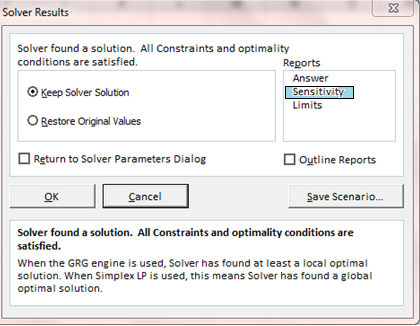 Solver Results
Solver found a solution. All Constraints and optimality
conditions are satisfied.
Reports
Keep Solver Solution
Restore Original Values
Answer
Sensitivity
Limits
Return to Solver Parameters Dialog
Outline Reports
OK
Cancel
Save Scenario...
Solver found a solution. All Constraints and optimality conditions are
satisfied.
When the GRG engine is used, Solver has found at least a local optimal
solution. When Simplex LP is used, this means Solver has found a global
optimal solution.